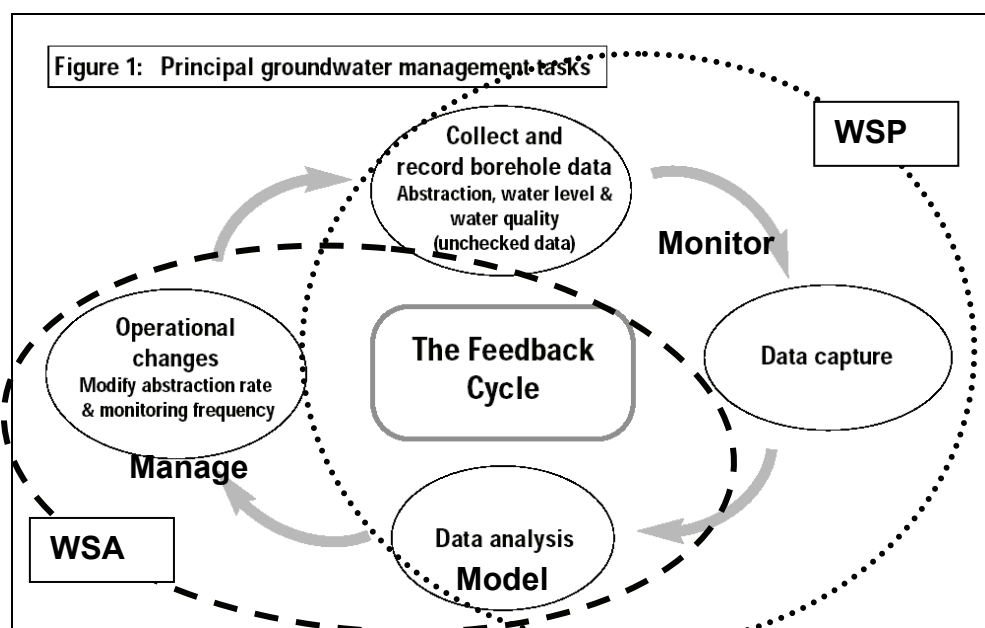 Figure 1: Principal groundwater management tasks
WSP
Collect and
record borehole data
Abstraction, water level &
water quality
(unchecked data)
Monitor
Operational
changes
Modify abstraction rate
& monitoring frequency
Manage
The Feedback
Cycle
Data capture
WSA
Data analysis
Model